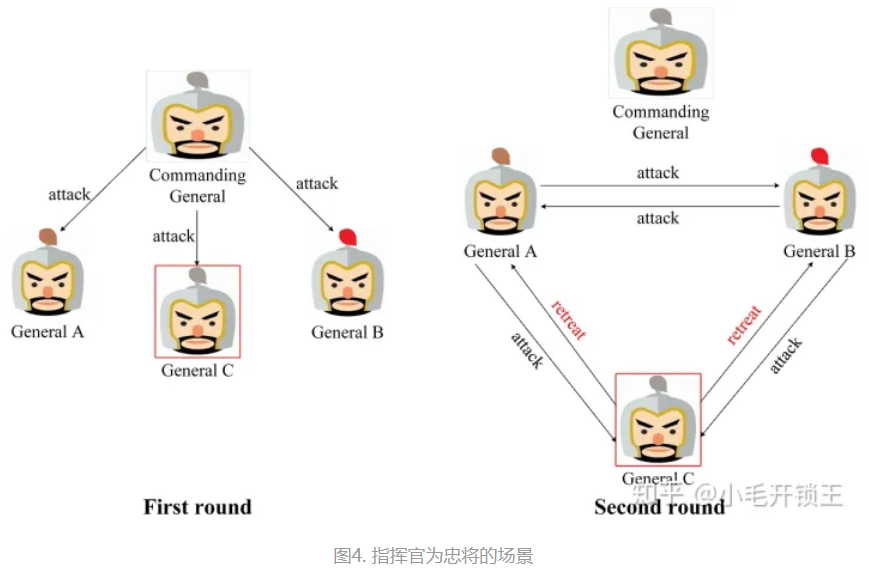 Commanding
General
attack
attack
attack
General A
General C
General B
First round
Commanding
General
attack
attack
General A
General B
retreat
attack
retreat
attack
General C
Second round
知乎 @小毛开锁王
图4. 指挥官为忠将的场景